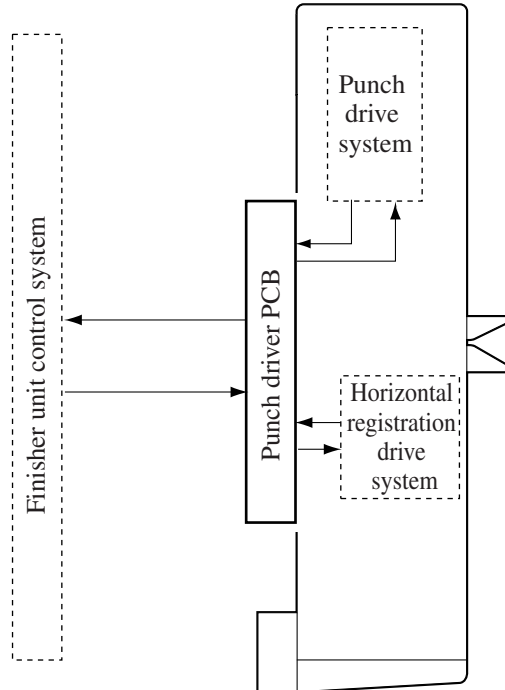 Finisher unit control system
Punch driver PCB
Punch
drive
system
Horizontal
registration
drive
system